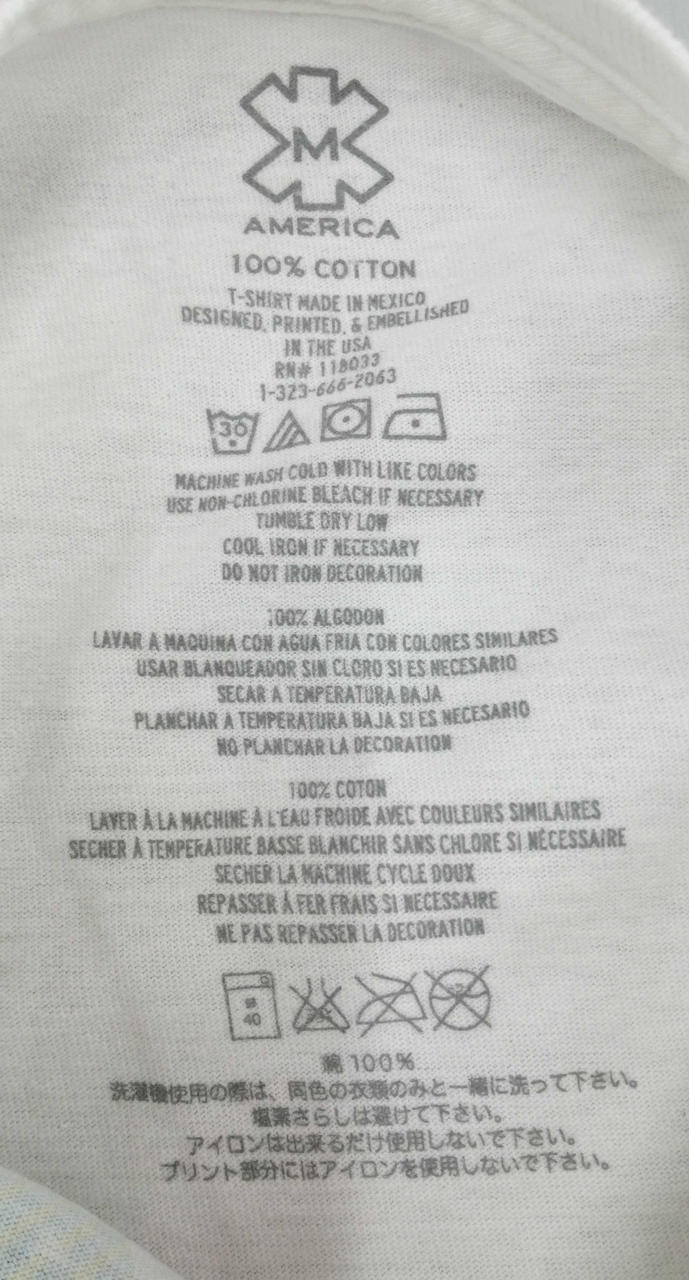 M
AMERICA
100% COTTON
T-SHIRT MADE IN MEXICO
DESIGNED, PRINTED, & EMBELLISHED
IN THE USA
RN# 118033
1-323-666-2063
30
MACHINE WASH COLD WITH LIKE COLORS
USE NON-CHLORINE BLEACH IF NECESSARY
TUMBLE DRY LOW
COOL IRON IF NECESSARY
DO NOT IRON DECORATION
100% ALGODON
LAVAR A MAQUINA CON AGUA FRIA CON COLORES SIMILARES
USAR BLANQUEADOR SIN CLORO SI ES NECESARIO
SECAR A TEMPERATURA BAJA
PLANCHAR A TEMPERATURA BAJA SI ES NECESARIO
NO PLANCHAR LA DECORATION
100% COTON
LAVER À LA MACHINE À L'EAU FROIDE AVEC COULEURS SIMILAIRES
SECHER À TEMPERATURE BASSE BLANCHIR SANS CHLORE SI NÉCESSAIRE
SECHER LA MACHINE CYCLE DOUX
REPASSER À FER FRAIS SI NECESSAIRE
NE PAS REPASSER LA DECORATION
40
綿 100%
洗濯機使用の際は、同色の衣類のみと一緒に洗って下さい。
塩素さらしは避けて下さい。
アイロンは出来るだけ使用しないで下さい。
プリント部分にはアイロンを使用しないで下さい。